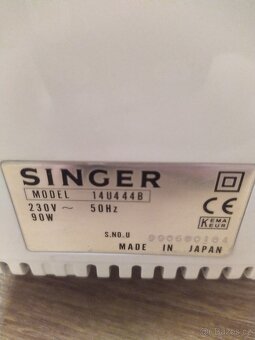 SINGER
MODEL 14U444B
230V ~ 50Hz
90W
CE
KEMA
KEUR
S.NO.U
MADE IN JAPAN